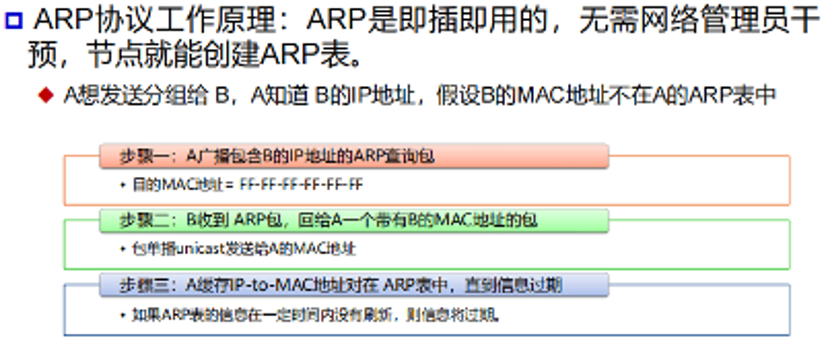 ARP协议工作原理：ARP是即插即用的，无需网络管理员干
预，节点就能创建ARP表。
A想发送分组给 B，A知道 B的IP地址，假设B的MAC地址不在A的ARP表中
步骤一：A广播包含B的IP地址的ARP查询包
• 目的MAC地址= FF-FF-FF-FF-FF-FF
步骤二：B收到 ARP包，回给A一个带有B的MAC地址的包
• 包单播unicast发送给A的MAC地址
步骤三：A缓存IP-to-MAC地址对在 ARP表中，直到信息过期
• 如果ARP表的信息在一定时间内没有刷新，则信息将过期。